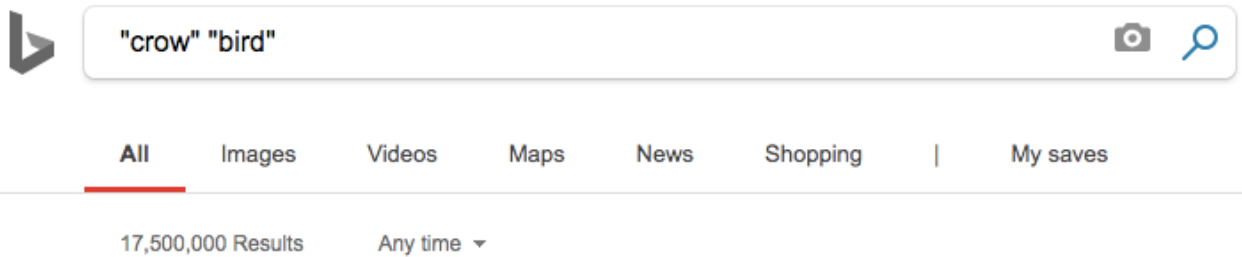 "crow" "bird"
All Images Videos Maps News Shopping | My saves
17,500,000 Results Any time